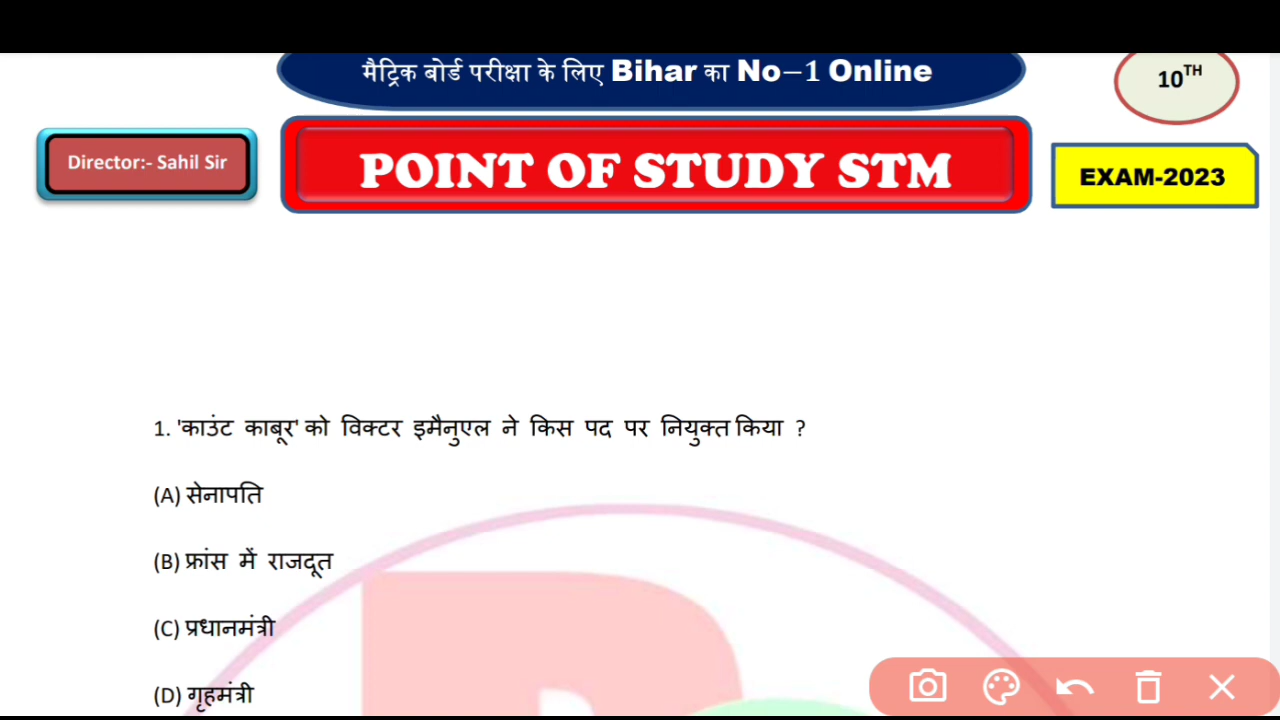 मैट्रिक बोर्ड परीक्षा के लिए Bihar का No–1 Online
10TH
Director:- Sahil Sir
POINT OF STUDY STM
EXAM-2023
1. 'काउंट काबूर' को विक्टर इमैनुएल ने किस पद पर नियुक्त किया ?
(A) सेनापति
(B) फ्रांस में राजदूत
(C) प्रधानमंत्री
(D) गृहमंत्री